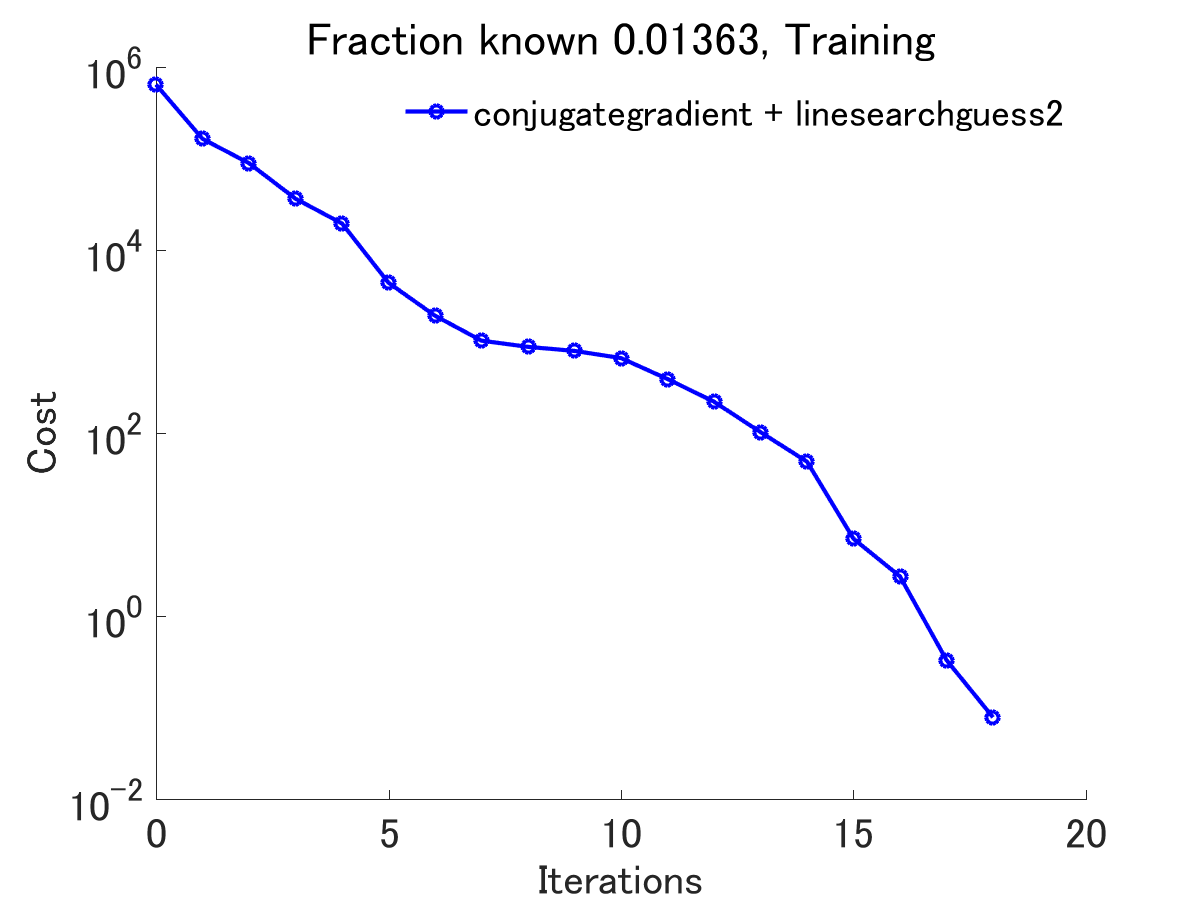 Fraction known 0.01363, Training
conjugategradient + linesearchguess2
10^6
10^4
10^2
10^0
10^-2
Cost
0 5 10 15 20
Iterations